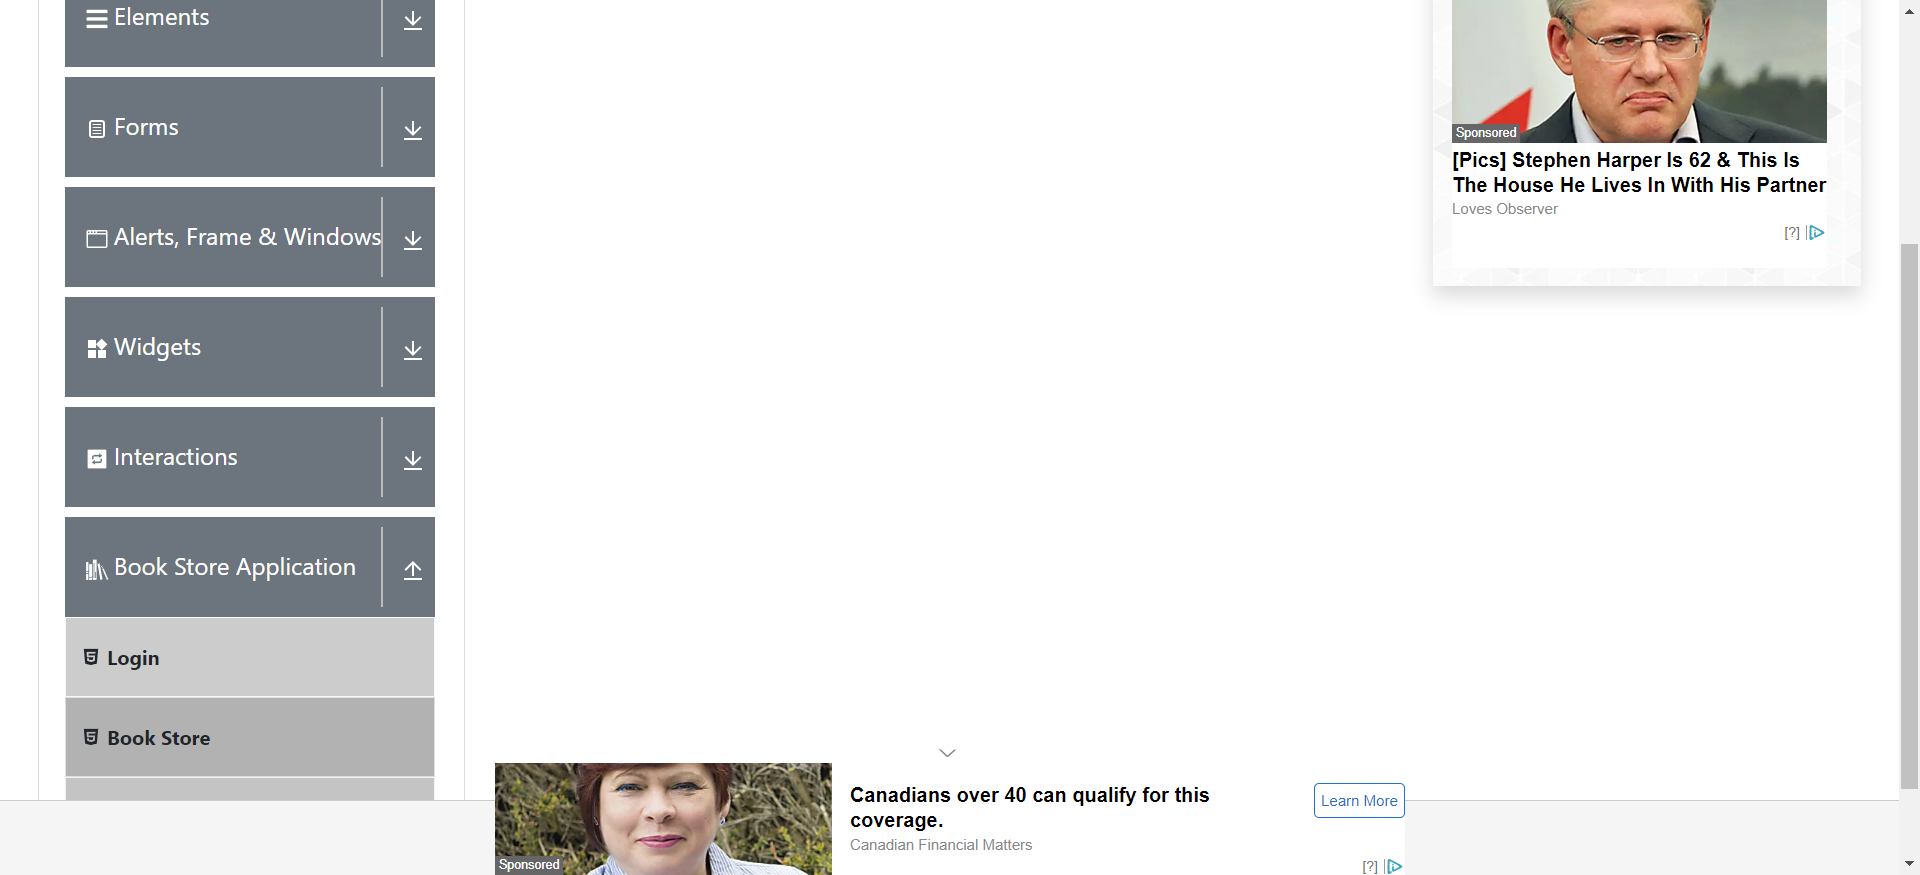 Elements
Forms
Alerts, Frame & Windows
Widgets
Interactions
Book Store Application
Login
Book Store
Sponsored
[Pics] Stephen Harper Is 62 & This Is
The House He Lives In With His Partner
Loves Observer
[?]
Sponsored
Canadians over 40 can qualify for this
coverage.
Canadian Financial Matters
Learn More
[?]